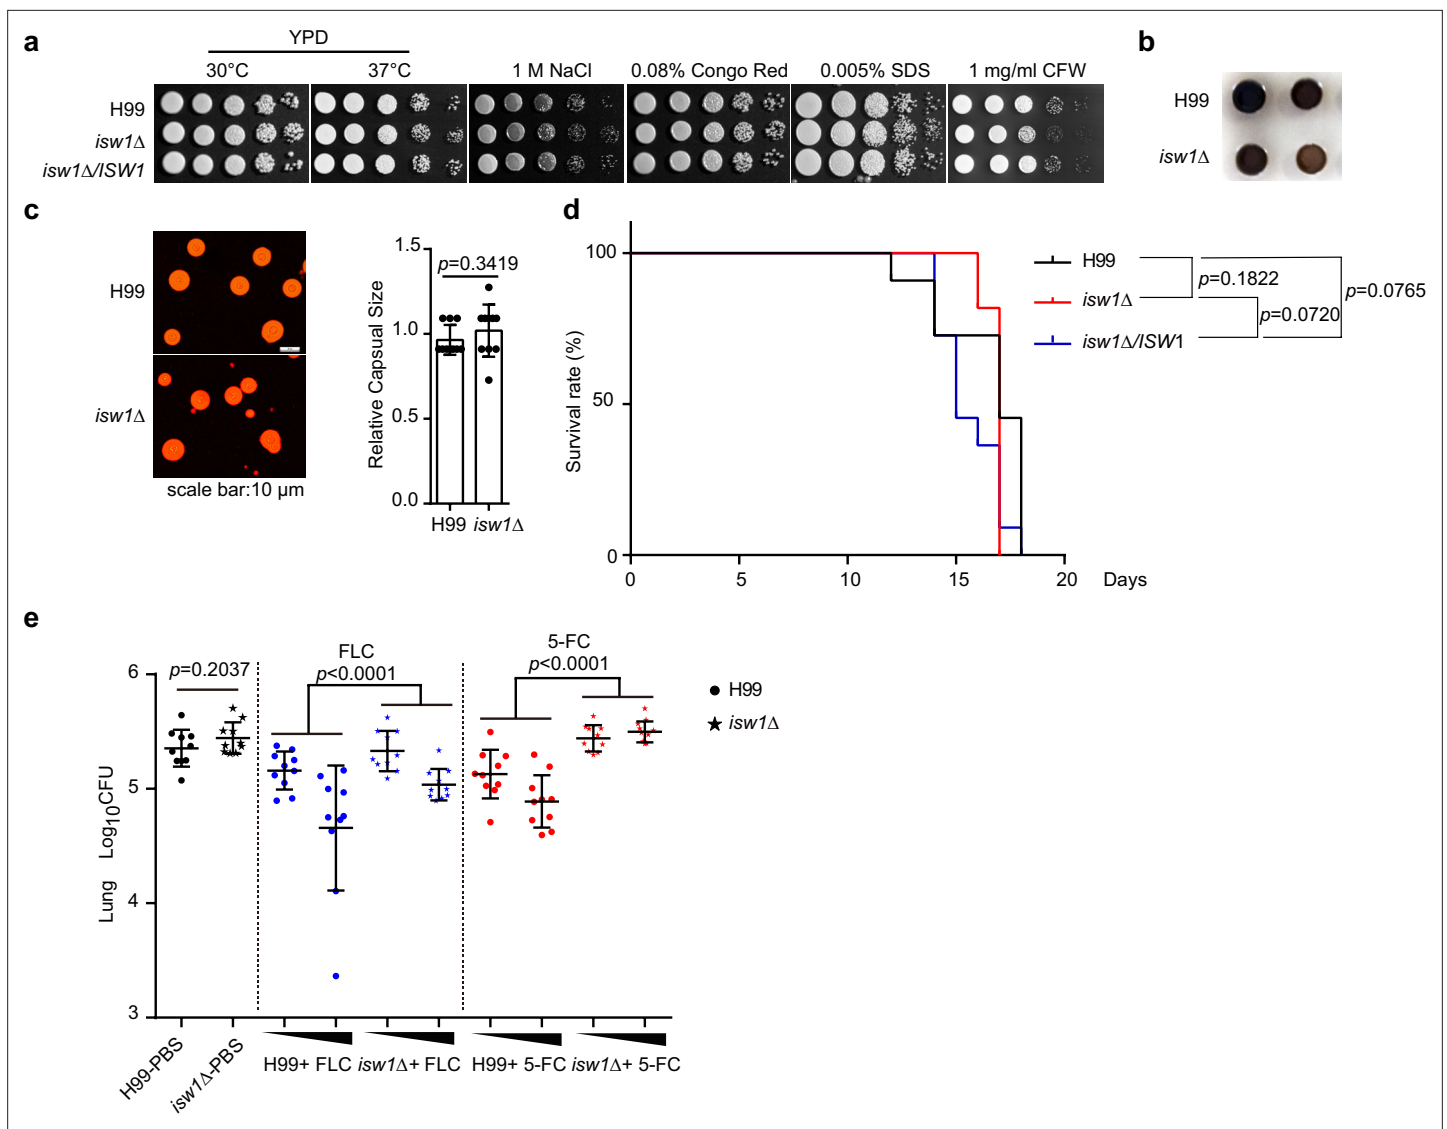 a
YPD
30°C 37°C 1 M NaCl 0.08% Congo Red 0.005% SDS 1 mg/ml CFW
H99
isw1Δ
isw1Δ/ISW1
b
H99
isw1Δ
c
H99
isw1Δ
scale bar:10 µm
Relative Capsual Size
1.5
1.0
0.5
0.0
p=0.3419
H99 isw1Δ
d
Survival rate (%)
100
50
0
0 5 10 15 20 Days
H99
isw1Δ
isw1Δ/ISW1
p=0.1822
p=0.0720
p=0.0765
e
Lung Log10CFU
6
5
4
3
p=0.2037
FLC
p<0.0001
5-FC
p<0.0001
H99
isw1Δ
H99-PBS
isw1Δ-PBS
H99+ FLC isw1Δ+ FLC H99+ 5-FC isw1Δ+ 5-FC